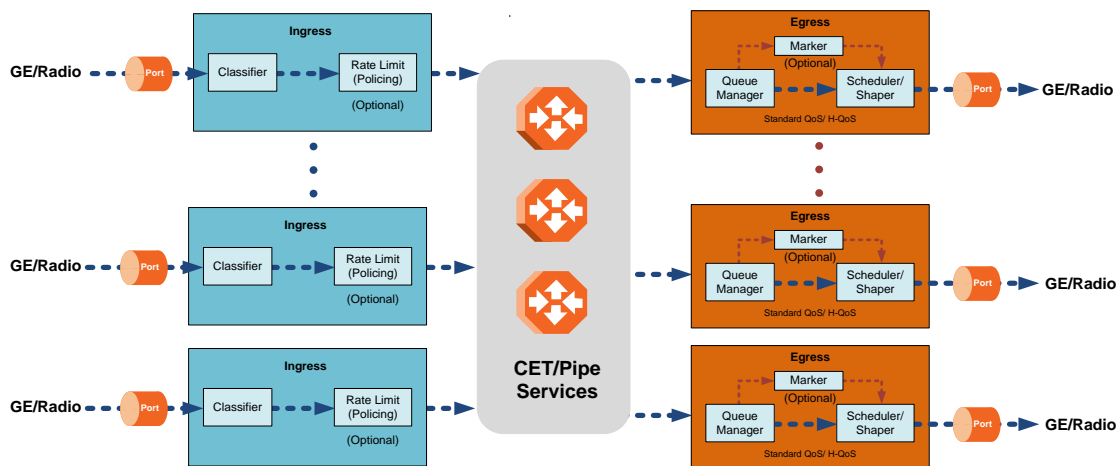 Ingress
GE/Radio
Port
Classifier
Rate Limit
(Policing)
(Optional)
Egress
Marker
(Optional)
Queue
Manager
Scheduler/
Shaper
Standard QoS/ H-QoS
Port
GE/Radio
Ingress
GE/Radio
Port
Classifier
Rate Limit
(Policing)
(Optional)
Egress
Marker
(Optional)
Queue
Manager
Scheduler/
Shaper
Standard QoS/ H-QoS
Port
GE/Radio
CET/Pipe
Services
Ingress
GE/Radio
Port
Classifier
Rate Limit
(Policing)
(Optional)
Egress
Marker
(Optional)
Queue
Manager
Scheduler/
Shaper
Standard QoS/ H-QoS
Port
GE/Radio